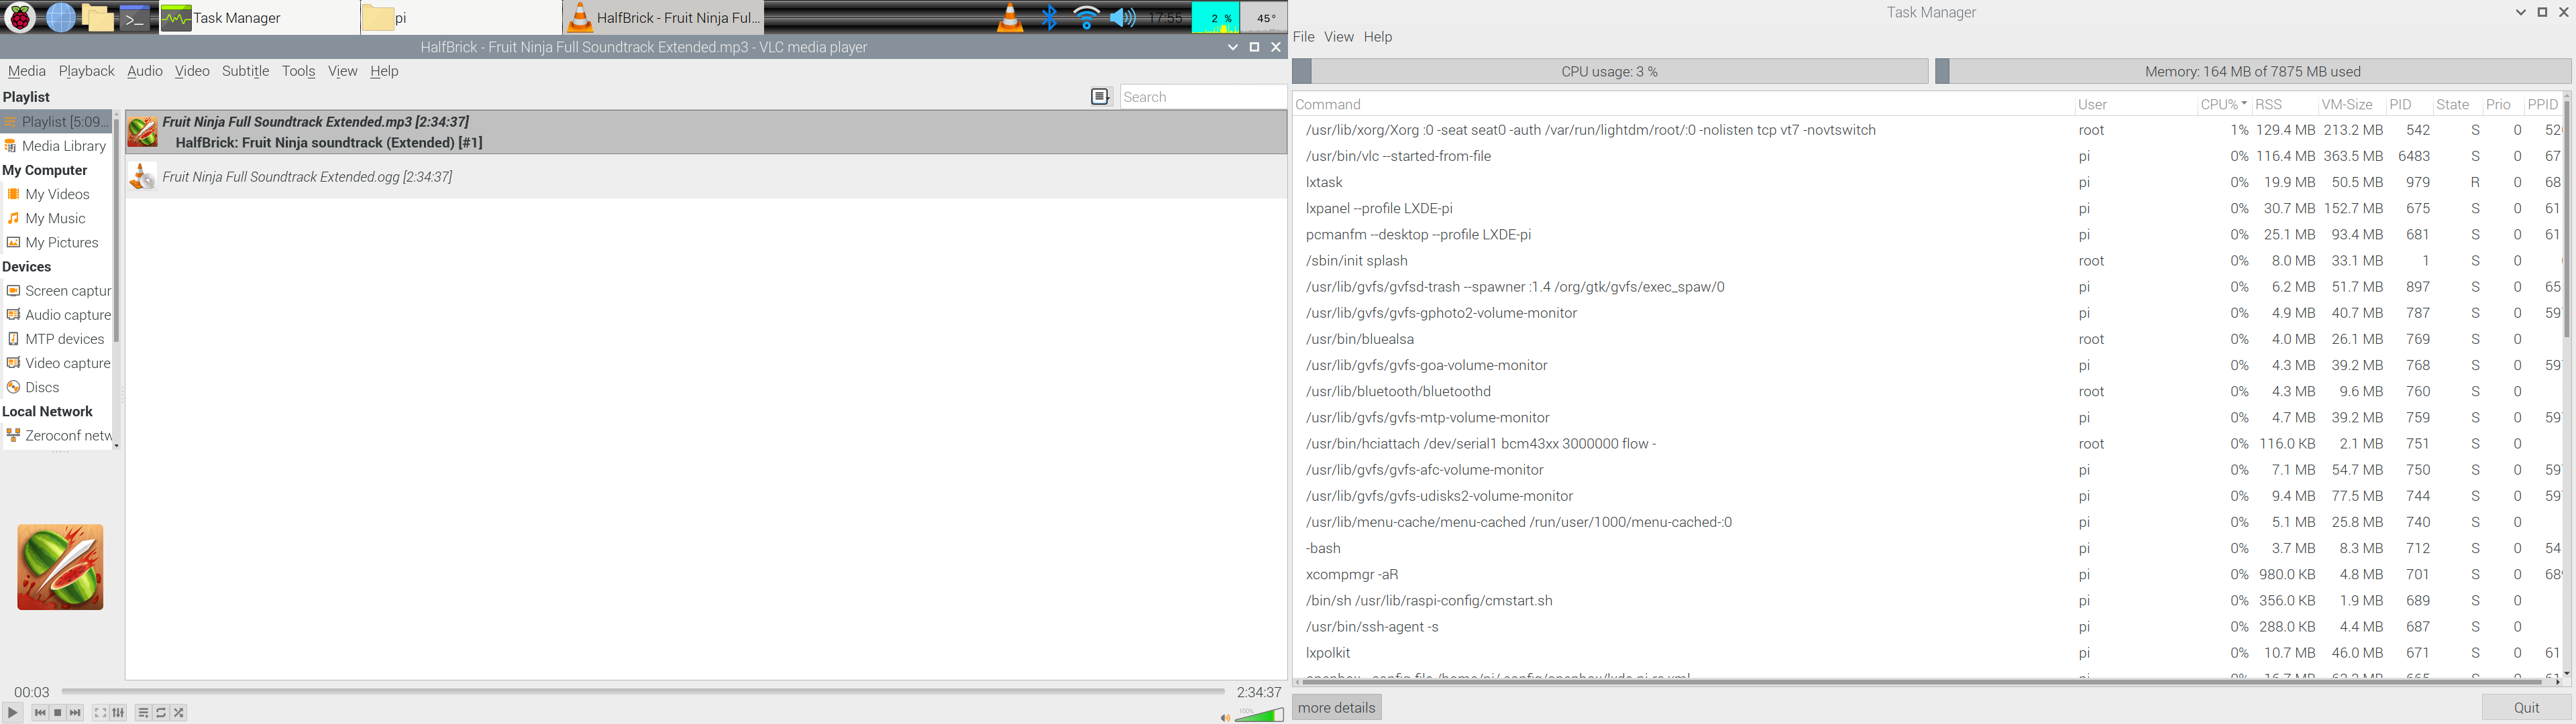 Task Manager
pi
HalfBrick - Fruit Ninja Ful...
17:55
2 %
45°
HalfBrick - Fruit Ninja Full Soundtrack Extended.mp3 - VLC media player
Media Playback Audio Video Subtitle Tools View Help
Playlist
Search
Playlist [5:09...
Media Library
My Computer
My Videos
My Music
My Pictures
Devices
Screen captur
Audio capture
MTP devices
Video capture
Discs
Local Network
Zeroconf netw
Fruit Ninja Full Soundtrack Extended.mp3 [2:34:37]
HalfBrick: Fruit Ninja soundtrack (Extended) [#1]
Fruit Ninja Full Soundtrack Extended.ogg [2:34:37]
00:03
2:34:37
100%
Task Manager
File View Help
CPU usage: 3 %
Memory: 164 MB of 7875 MB used
Command User CPU% RSS VM-Size PID State Prio PPID
/usr/lib/xorg/Xorg :0 -seat seat0 -auth /var/run/lightdm/root/:0 -nolisten tcp vt7 -novtswitch root 1% 129.4 MB 213.2 MB 542 S 0 52
/usr/bin/vlc --started-from-file pi 0% 116.4 MB 363.5 MB 6483 S 0 67
lxtask pi 0% 19.9 MB 50.5 MB 979 R 0 68
lxpanel --profile LXDE-pi pi 0% 30.7 MB 152.7 MB 675 S 0 61
pcmanfm --desktop --profile LXDE-pi pi 0% 25.1 MB 93.4 MB 681 S 0 61
/sbin/init splash root 0% 8.0 MB 33.1 MB 1 S 0
/usr/lib/gvfs/gvfsd-trash --spawner :1.4 /org/gtk/gvfs/exec_spaw/0 pi 0% 6.2 MB 51.7 MB 897 S 0 65
/usr/lib/gvfs/gvfs-gphoto2-volume-monitor pi 0% 4.9 MB 40.7 MB 787 S 0 59
/usr/bin/bluealsa root 0% 4.0 MB 26.1 MB 769 S 0
/usr/lib/gvfs/gvfs-goa-volume-monitor pi 0% 4.3 MB 39.2 MB 768 S 0 59
/usr/lib/bluetooth/bluetoothd root 0% 4.3 MB 9.6 MB 760 S 0
/usr/lib/gvfs/gvfs-mtp-volume-monitor pi 0% 4.7 MB 39.2 MB 759 S 0 59
/usr/bin/hciattach /dev/serial1 bcm43xx 3000000 flow - root 0% 116.0 KB 2.1 MB 751 S 0
/usr/lib/gvfs/gvfs-afc-volume-monitor pi 0% 7.1 MB 54.7 MB 750 S 0 59
/usr/lib/gvfs/gvfs-udisks2-volume-monitor pi 0% 9.4 MB 77.5 MB 744 S 0 59
/usr/lib/menu-cache/menu-cached /run/user/1000/menu-cached-:0 pi 0% 5.1 MB 25.8 MB 740 S 0
-bash pi 0% 3.7 MB 8.3 MB 712 S 0 54
xcompmgr -aR pi 0% 980.0 KB 4.8 MB 701 S 0 68
/bin/sh /usr/lib/raspi-config/cmstart.sh pi 0% 356.0 KB 1.9 MB 689 S 0
/usr/bin/ssh-agent -s pi 0% 288.0 KB 4.4 MB 687 S 0
lxpolkit pi 0% 10.7 MB 46.0 MB 671 S 0 61
more details
Quit